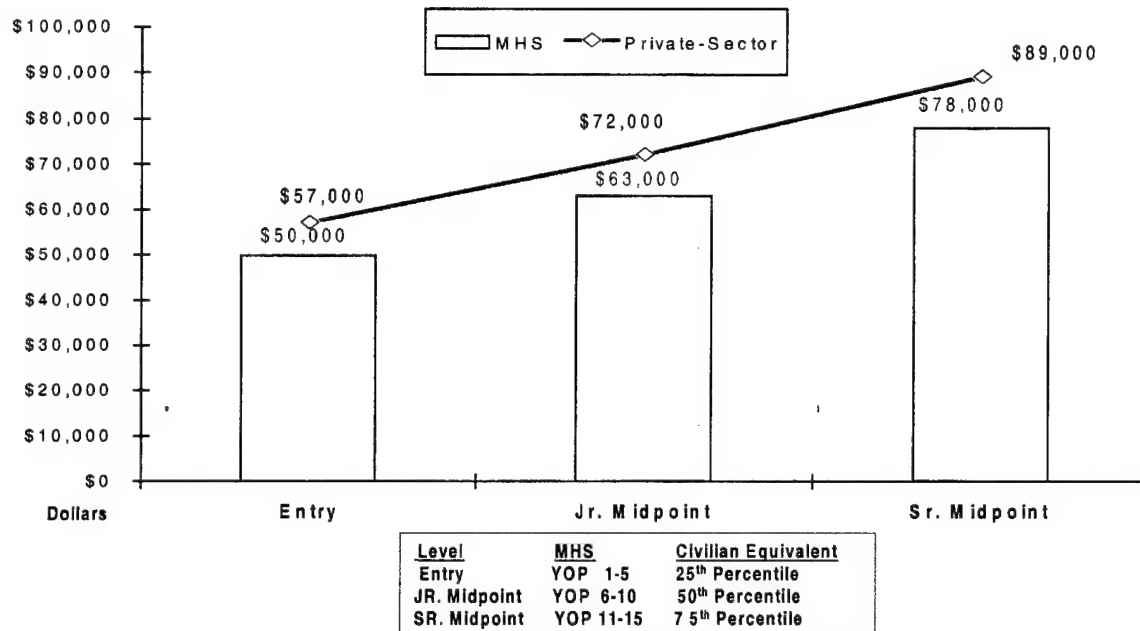 $100,000
$90,000
$80,000
$70,000
$60,000
$50,000
$40,000
$30,000
$20,000
$10,000
$0
Dollars
MHS Private-Sector
$57,000
$72,000
$89,000
$50,000
$63,000
$78,000
Entry Jr. Midpoint Sr. Midpoint
Level MHS Civilian Equivalent
Entry YOP 1-5 25th Percentile
JR. Midpoint YOP 6-10 50th Percentile
SR. Midpoint YOP 11-15 7 5th Percentile